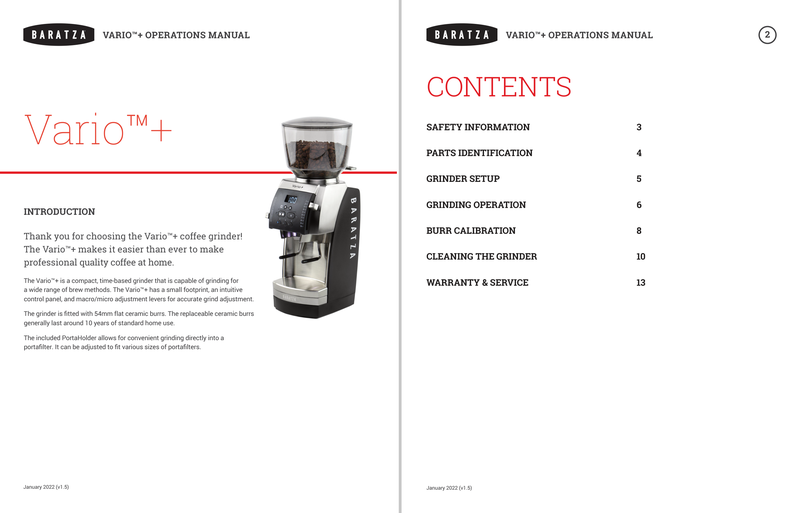 BARATZA VARIO™+ OPERATIONS MANUAL
Vario™+
BARATZA
INTRODUCTION
Thank you for choosing the Vario™+ coffee grinder!
The Vario™+ makes it easier than ever to make
professional quality coffee at home.
The Vario™+ is a compact, time-based grinder that is capable of grinding for
a wide range of brew methods. The Vario™+ has a small footprint, an intuitive
control panel, and macro/micro adjustment levers for accurate grind adjustment.
The grinder is fitted with 54mm flat ceramic burrs. The replaceable ceramic burrs
generally last around 10 years of standard home use.
The included PortaHolder allows for convenient grinding directly into a
portafilter. It can be adjusted to fit various sizes of portafilters.
January 2022 (v1.5)
BARATZA VARIO™+ OPERATIONS MANUAL 2
CONTENTS
SAFETY INFORMATION 3
PARTS IDENTIFICATION 4
GRINDER SETUP 5
GRINDING OPERATION 6
BURR CALIBRATION 8
CLEANING THE GRINDER 10
WARRANTY & SERVICE 13
January 2022 (v1.5)